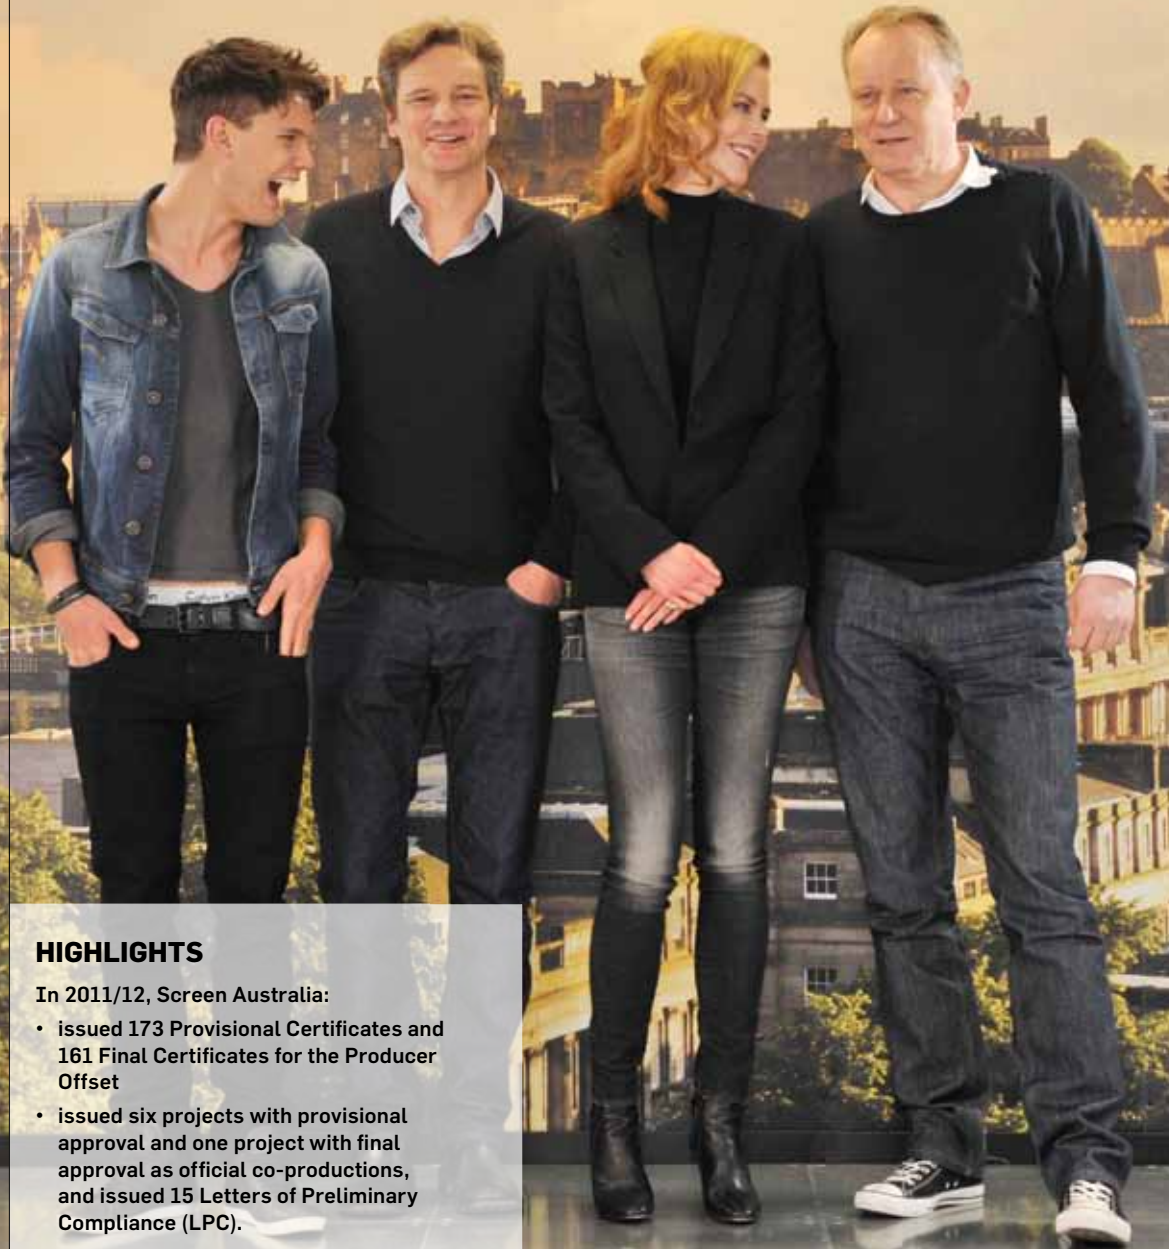 HIGHLIGHTS
In 2011/12, Screen Australia:
• issued 173 Provisional Certificates and
161 Final Certificates for the Producer
Offset
• issued six projects with provisional
approval and one project with final
approval as official co-productions,
and issued 15 Letters of Preliminary
Compliance (LPC).